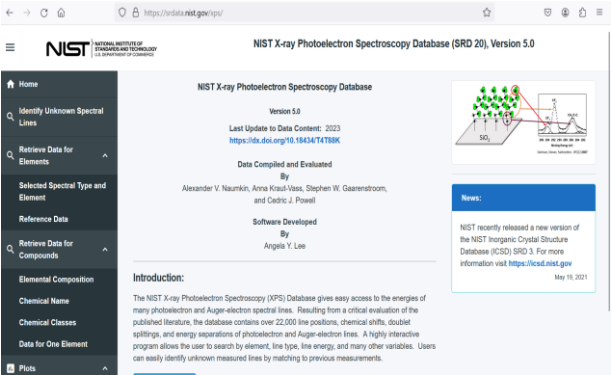 https://srdata.nist.gov/xps/
NIST NATIONAL INSTITUTE OF
STANDARDS AND TECHNOLOGY
U.S. DEPARTMENT OF COMMERCE
NIST X-ray Photoelectron Spectroscopy Database (SRD 20), Version 5.0
Home
Identify Unknown Spectral
Lines
Retrieve Data for
Elements
Selected Spectral Type and
Element
Reference Data
Retrieve Data for
Compounds
Elemental Composition
Chemical Name
Chemical Classes
Data for One Element
Plots
NIST X-ray Photoelectron Spectroscopy Database
Version 5.0
Last Update to Data Content: 2023
https://dx.doi.org/10.18434/T4T88K
Data Compiled and Evaluated
By
Alexander V. Naumkin, Anna Kraut-Vass, Stephen W. Gaarenstroom,
and Cedric J. Powell
Software Developed
By
Angela Y. Lee
Introduction:
The NIST X-ray Photoelectron Spectroscopy (XPS) Database gives easy access to the energies of
many photoelectron and Auger-electron spectral lines. Resulting from a critical evaluation of the
published literature, the database contains over 22,000 line positions, chemical shifts, doublet
splittings, and energy separations of photoelectron and Auger-electron lines. A highly interactive
program allows the user to search by element, line type, line energy, and many other variables. Users
can easily identify unknown measured lines by matching to previous measurements.
SiO2
News:
NIST recently released a new version of
the NIST Inorganic Crystal Structure
Database (ICSD) SRD 3. For more
information visit https://icsd.nist.gov
May 19, 2021